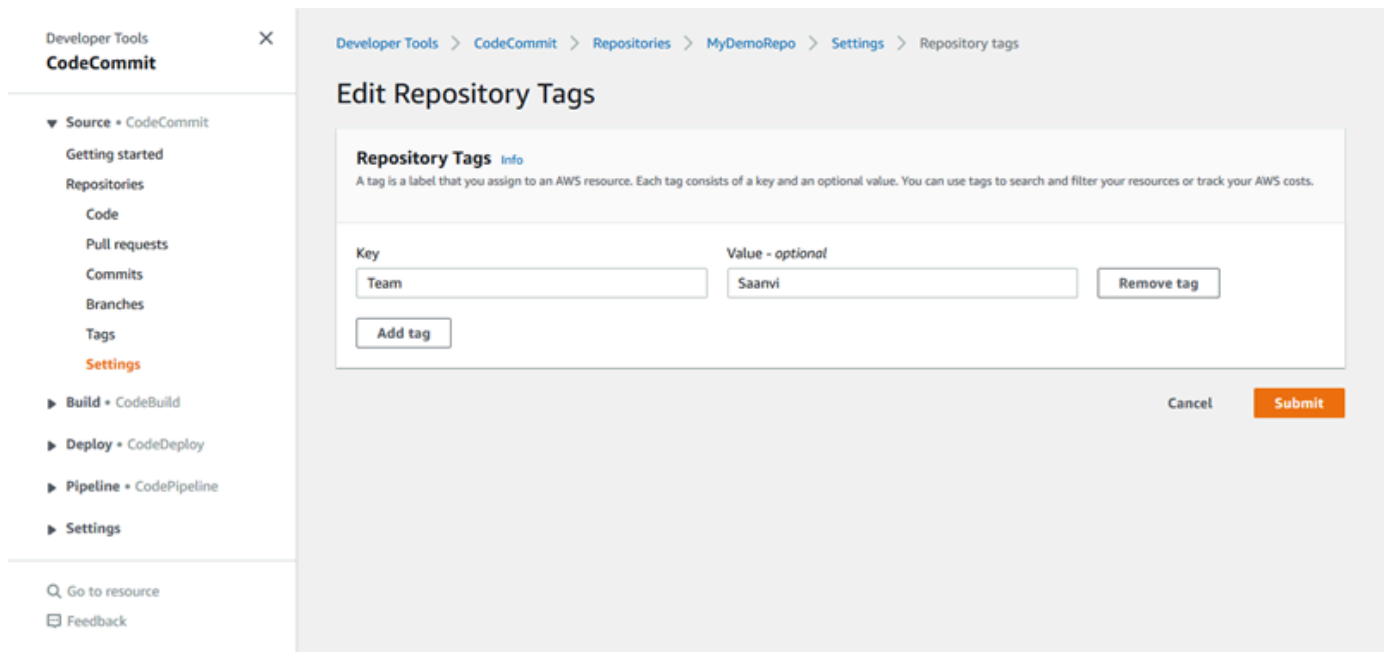 Developer Tools
CodeCommit
Source • CodeCommit
Getting started
Repositories
Code
Pull requests
Commits
Branches
Tags
Settings
Build • CodeBuild
Deploy • CodeDeploy
Pipeline • CodePipeline
Settings
Go to resource
Feedback
Developer Tools > CodeCommit > Repositories > MyDemoRepo > Settings > Repository tags
Edit Repository Tags
Repository Tags Info
A tag is a label that you assign to an AWS resource. Each tag consists of a key and an optional value. You can use tags to search and filter your resources or track your AWS costs.
Key Value - optional
Team Saanvi Remove tag
Add tag
Cancel Submit